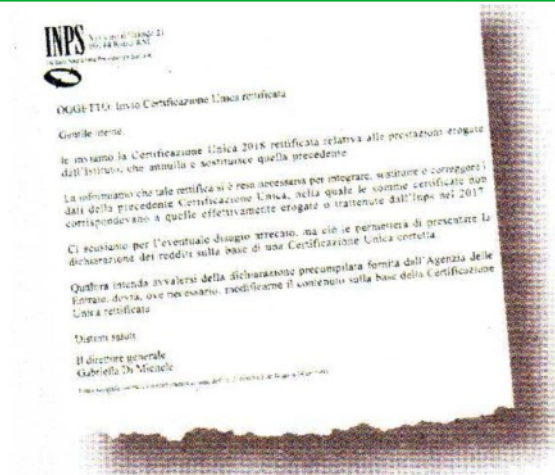 INPS
OGGETTO: Invio Certificazione Unica rettificata
Gentile utente,
le inviamo la Certificazione Unica 2018 rettificata relativa alle prestazioni erogate
dall'Istituto, che annulla e sostituisce quella precedente.
La informiamo che tale rettifica si è resa necessaria per integrare, sostituire o correggere i
dati della precedente Certificazione Unica, nella quale le somme certificate non
corrispondevano a quelle effettivamente erogate o trattenute dall'Inps nel 2017.
Ci scusiamo per l'eventuale disagio arrecato, ma ciò le permetterà di presentare la
dichiarazione dei redditi sulla base di una Certificazione Unica corretta.
Qualora intenda avvalersi della dichiarazione precompilata fornita dall'Agenzia delle
Entrate, dovrà, ove necessario, modificarne il contenuto sulla base della Certificazione
Unica rettificata
Distinti saluti
Il direttore generale
Gabriella Di Michele